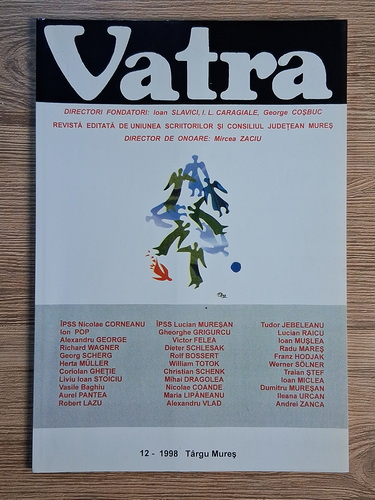 Vatra
DIRECTORI FONDATORI: Ioan SLAVICI, I. L. CARAGIALE, George COŞBUC
REVISTĂ EDITATĂ DE UNIUNEA SCRIITORILOR ŞI CONSILIUL JUDEŢEAN MUREŞ
DIRECTOR DE ONOARE: Mircea ZACIU
ÎPSS Nicolae CORNEANU
Ion POP
Alexandru GEORGE
Richard WAGNER
Georg SCHERG
Herta MÜLLER
Coriolan GHEŢIE
Liviu Ioan STOICIU
Vasile Baghiu
Aurel PANTEA
Robert LAZU
ÎPSS Lucian MUREŞAN
Gheorghe GRIGURCU
Victor FELEA
Dieter SCHLESAK
Rolf BOSSERT
William TOTOK
Christian SCHENK
Mihai DRAGOLEA
Nicolae COANDE
Maria LIPĂNEANU
Alexandru VLAD
Tudor JEBELEANU
Lucian RAICU
Ioan MUŞLEA
Radu MAREŞ
Franz HODJAK
Werner SÖLNER
Traian ŞTEF
Ion MICLEA
Dumitru MUREŞAN
Ileana URCAN
Andrei ZANCA
12 - 1998 Târgu Mureş